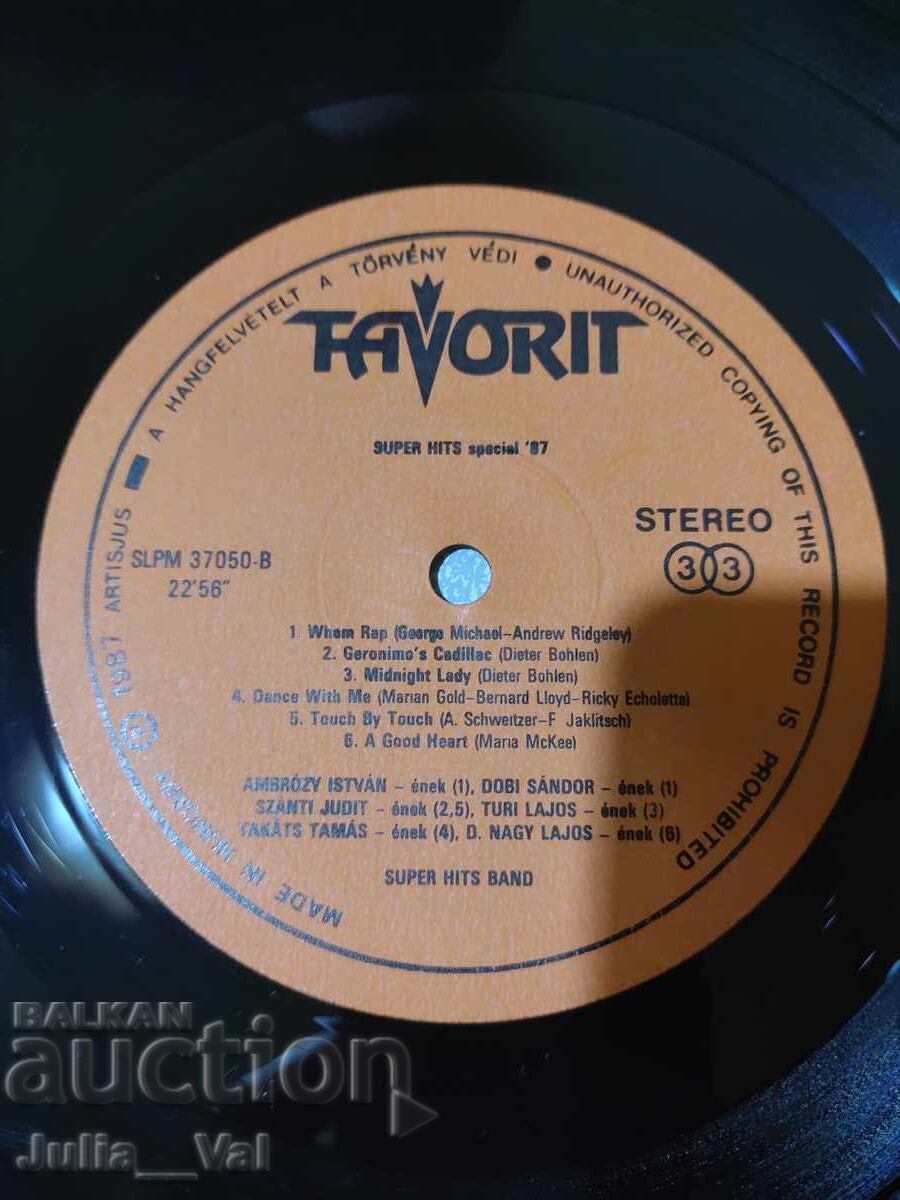 A HANGFELVÉTELT A TÖRVÉNY VÉDI • UNAUTHORIZED COPYING OF THIS RECORD IS PROHIBITED
FAVORIT
SUPER HITS special '87
STEREO
33
SLPM 37050-B
22'56"
1. Wham Rap (George Michael-Andrew Ridgeley)
2. Geronimo's Cadillac (Dieter Bohlen)
3. Midnight Lady (Dieter Bohlen)
4. Dance With Me (Marian Gold-Bernard Lloyd-Ricky Echolette)
5. Touch By Touch (A. Schweitzer-F Jaklitsch)
6. A Good Heart (Maria McKee)
AMBRÓZY ISTVÁN - ének (1), DOBI SÁNDOR - ének (1)
SZÁNTI JUDIT - ének (2,5), TURI LAJOS - ének (3)
TAKÁTS TAMÁS - ének (4), D. NAGY LAJOS - ének (6)
SUPER HITS BAND
MADE IN HUNGARY
℗ 1987 ARTISJUS
BALKAN
auction
Julia__Val